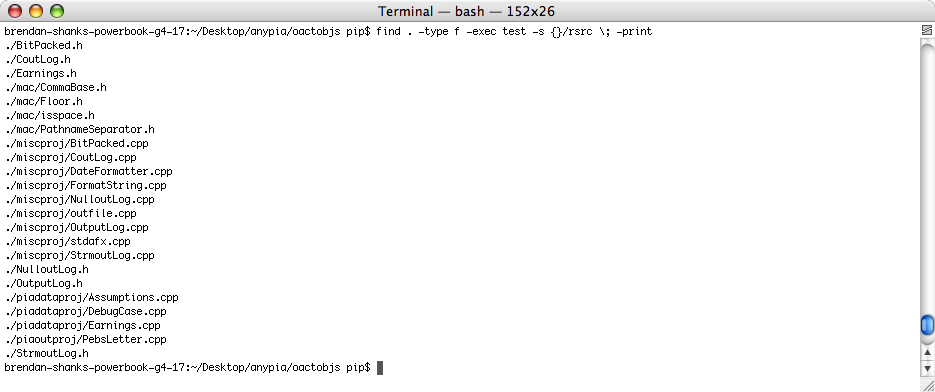 Terminal — bash — 152x26
brendan-shanks-powerbook-g4-17:~/Desktop/anypia/oactobjs pip$ find . -type f -exec test -s {}/rsrc \; -print
./BitPacked.h
./CoutLog.h
./Earnings.h
./mac/CommaBase.h
./mac/Floor.h
./mac/isspace.h
./mac/PathnameSeparator.h
./miscproj/BitPacked.cpp
./miscproj/CoutLog.cpp
./miscproj/DateFormatter.cpp
./miscproj/FormatString.cpp
./miscproj/NulloutLog.cpp
./miscproj/outfile.cpp
./miscproj/OutputLog.cpp
./miscproj/stdafx.cpp
./miscproj/StrmoutLog.cpp
./NulloutLog.h
./OutputLog.h
./piadataproj/Assumptions.cpp
./piadataproj/DebugCase.cpp
./piadataproj/Earnings.cpp
./piaoutproj/PebsLetter.cpp
./StrmoutLog.h
brendan-shanks-powerbook-g4-17:~/Desktop/anypia/oactobjs pip$